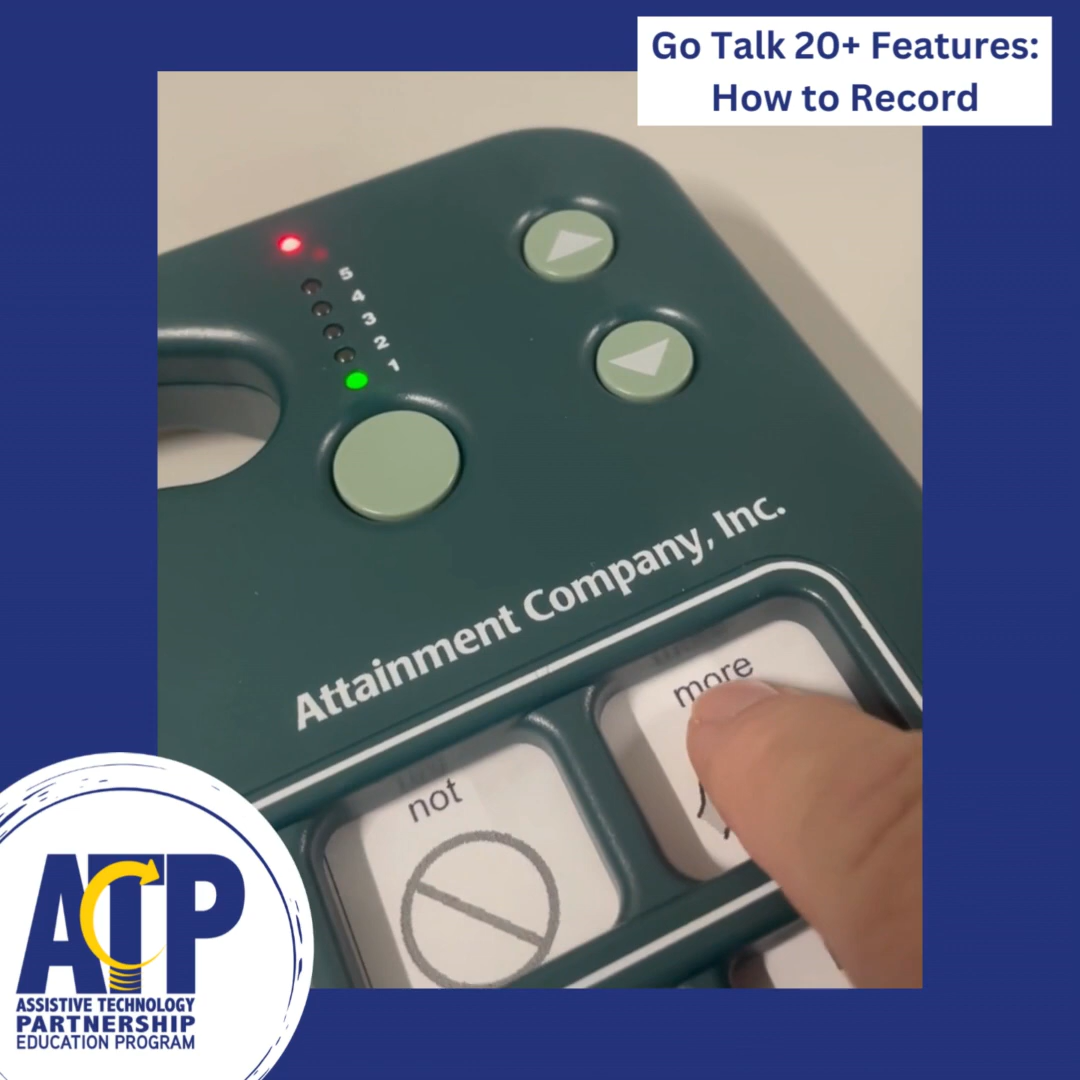 Go Talk 20+ Features:
How to Record
5
4
3
2
1
Attainment Company, Inc.
more
not
ATP
ASSISTIVE TECHNOLOGY
PARTNERSHIP
EDUCATION PROGRAM